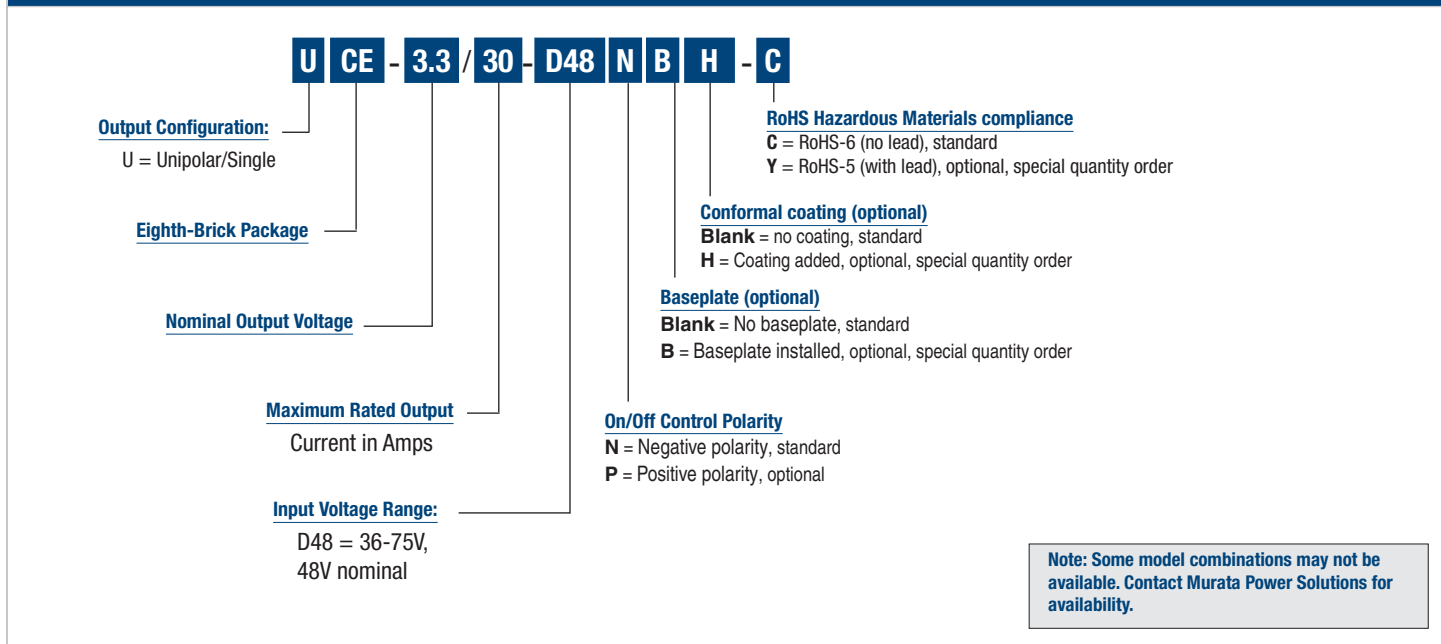 U CE - 3.3 / 30 - D48 N B H - C
Output Configuration:
U = Unipolar/Single
Eighth-Brick Package
Nominal Output Voltage
Maximum Rated Output
Current in Amps
Input Voltage Range:
D48 = 36-75V,
48V nominal
RoHS Hazardous Materials compliance
C = RoHS-6 (no lead), standard
Y = RoHS-5 (with lead), optional, special quantity order
Conformal coating (optional)
Blank = no coating, standard
H = Coating added, optional, special quantity order
Baseplate (optional)
Blank = No baseplate, standard
B = Baseplate installed, optional, special quantity order
On/Off Control Polarity
N = Negative polarity, standard
P = Positive polarity, optional
Note: Some model combinations may not be
available. Contact Murata Power Solutions for
availability.